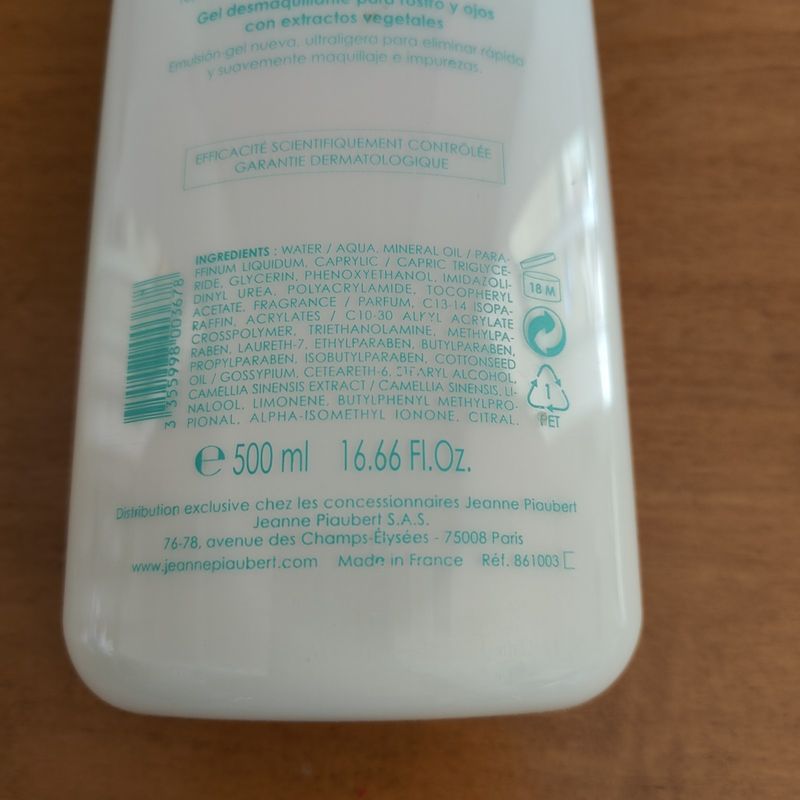 Gel desmaquillante para rostro y ojos
con extractos vegetales
Emulsión-gel nueva, ultraligera para eliminar rápida
y suavemente maquillaje e impurezas.
EFFICACITÉ SCIENTIFIQUEMENT CONTRÔLÉE
GARANTIE DERMATOLOGIQUE
INGREDIENTS : WATER / AQUA, MINERAL OIL / PARA-
FFINUM LIQUIDUM, CAPRYLIC / CAPRIC TRIGLYCE-
RIDE, GLYCERIN, PHENOXYETHANOL, IMIDAZOLI-
DINYL UREA, POLYACRYLAMIDE, TOCOPHERYL
ACETATE, FRAGRANCE / PARFUM, C13-14 ISOPA-
RAFFIN, ACRYLATES / C10-30 ALKYL ACRYLATE
CROSSPOLYMER, TRIETHANOLAMINE, METHYLPA-
RABEN, LAURETH-7, ETHYLPARABEN, BUTYLPARABEN,
PROPYLPARABEN, ISOBUTYLPARABEN, COTTONSEED
OIL / GOSSYPIUM, CETEARETH-6, STEARYL ALCOHOL,
CAMELLIA SINENSIS EXTRACT / CAMELLIA SINENSIS, LI-
NALOOL, LIMONENE, BUTYLPHENYL METHYLPRO-
PIONAL, ALPHA-ISOMETHYL IONONE, CITRAL.
3 355998 003678
18 M
1
PET
e 500 ml 16.66 Fl.Oz.
Distribution exclusive chez les concessionnaires Jeanne Piaubert
Jeanne Piaubert S.A.S.
76-78, avenue des Champs-Élysées - 75008 Paris
www.jeannepiaubert.com Made in France Réf. 861003